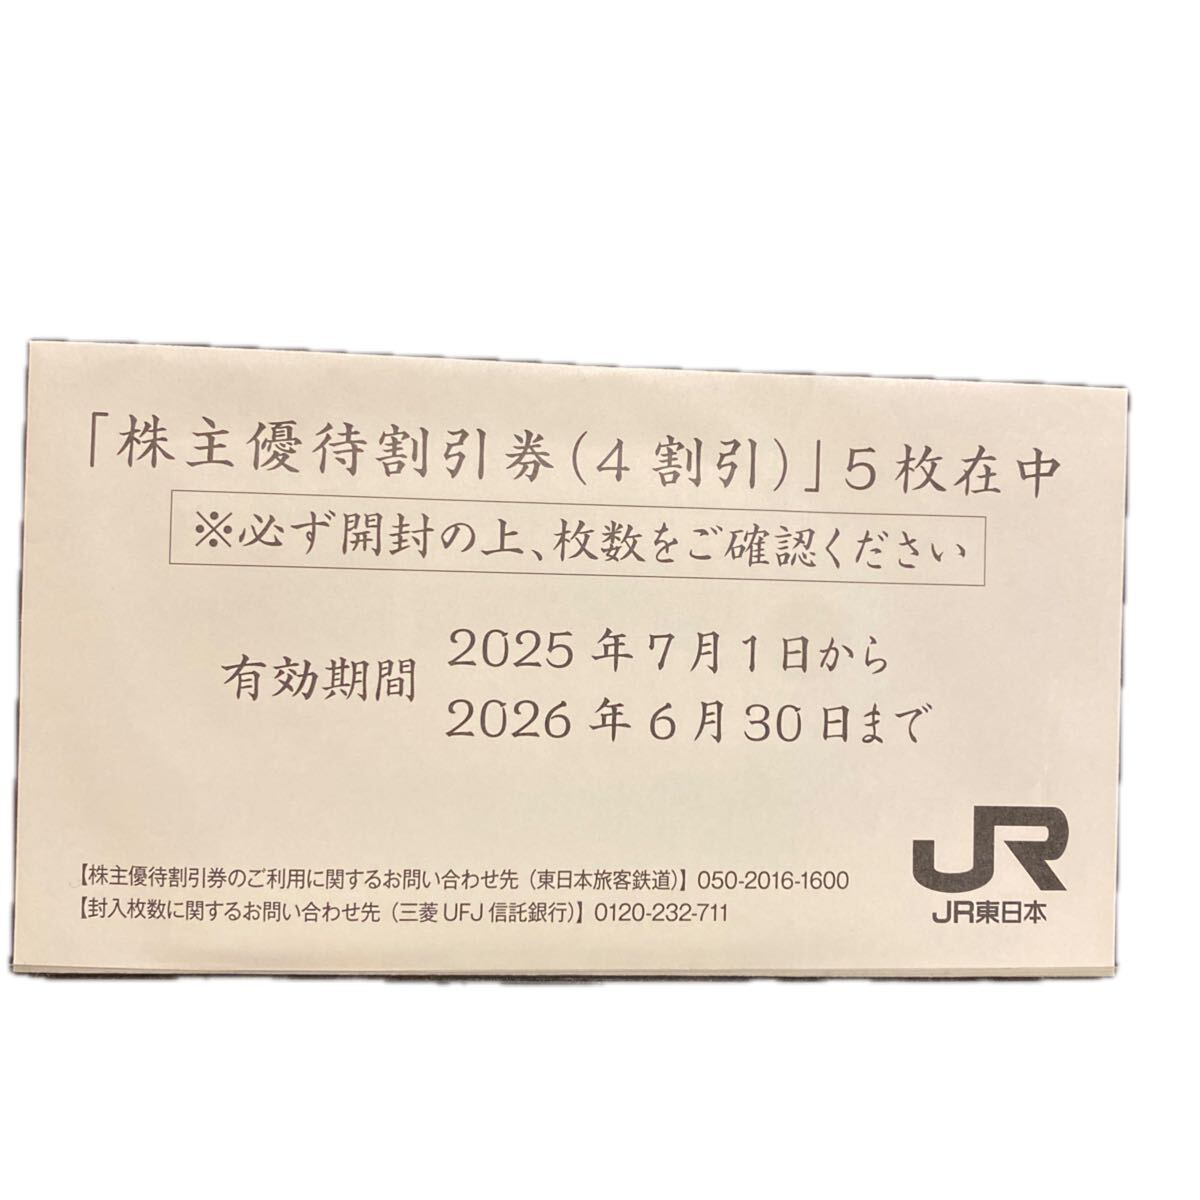 「株主優待割引券（4割引）」5枚在中
※必ず開封の上、枚数をご確認ください
有効期間
2025年7月1日から
2026年6月30日まで
【株主優待割引券のご利用に関するお問い合わせ先（東日本旅客鉄道）】050-2016-1600
【封入枚数に関するお問い合わせ先（三菱UFJ信託銀行）】0120-232-711
JR
JR東日本